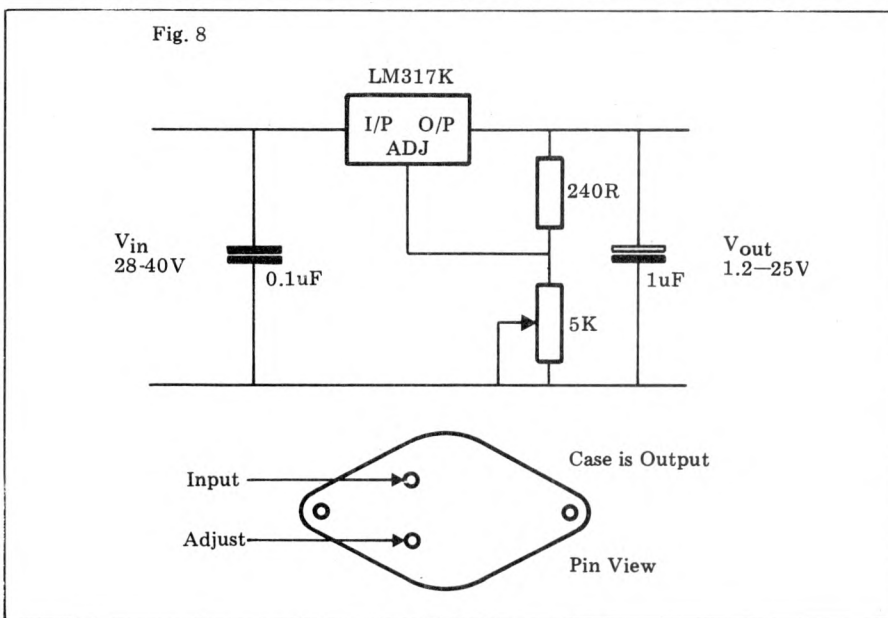 Fig. 8
LM317K
I/P O/P
ADJ
240R
Vin
28-40V
0.1uF
5K
1uF
Vout
1.2—25V
Input
Case is Output
Adjust
Pin View